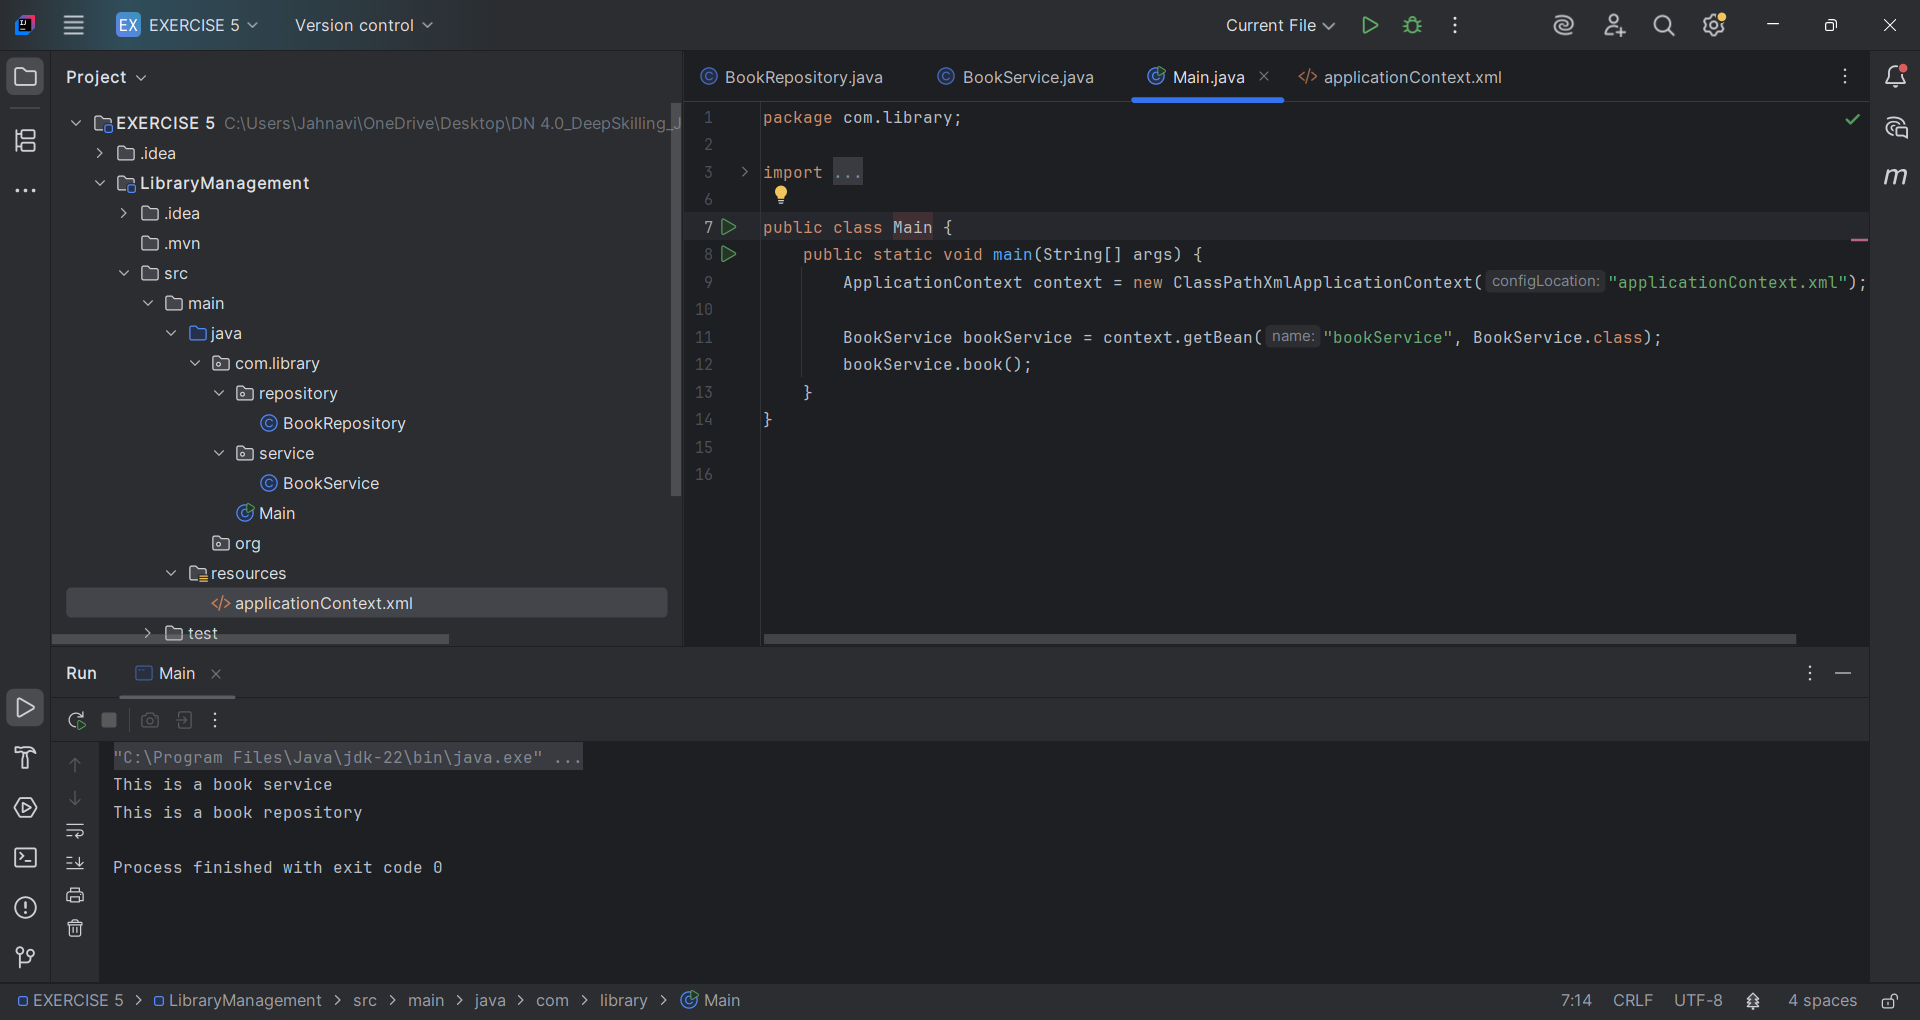 EX EXERCISE 5 Version control Current File
Project
EXERCISE 5 C:\Users\Jahnavi\OneDrive\Desktop\DN 4.0_DeepSkilling_J
.idea
LibraryManagement
.idea
.mvn
src
main
java
com.library
repository
BookRepository
service
BookService
Main
org
resources
</> applicationContext.xml
test
BookRepository.java BookService.java Main.java </> applicationContext.xml
1 package com.library;
2
3 import ...
6
7 public class Main {
8 public static void main(String[] args) {
9 ApplicationContext context = new ClassPathXmlApplicationContext( configLocation: "applicationContext.xml");
10
11 BookService bookService = context.getBean( name: "bookService", BookService.class);
12 bookService.book();
13 }
14 }
15
16
Run Main
"C:\Program Files\Java\jdk-22\bin\java.exe" ...
This is a book service
This is a book repository
Process finished with exit code 0
EXERCISE 5 > LibraryManagement > src > main > java > com > library > Main 7:14 CRLF UTF-8 4 spaces